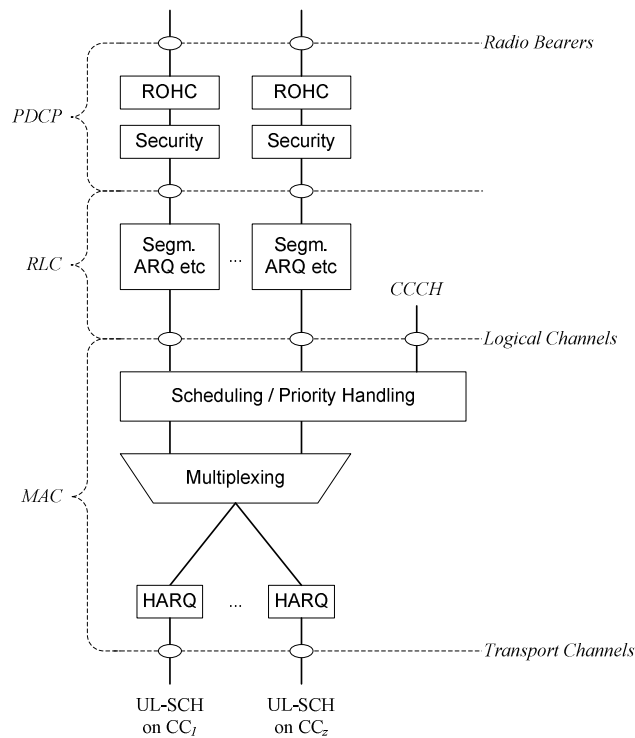 Radio Bearers
ROHC
ROHC
PDCP
Security
Security
Segm.
ARQ etc
...
Segm.
ARQ etc
RLC
CCCH
Logical Channels
Scheduling / Priority Handling
Multiplexing
MAC
HARQ
...
HARQ
Transport Channels
UL-SCH
on CC1
UL-SCH
on CCz